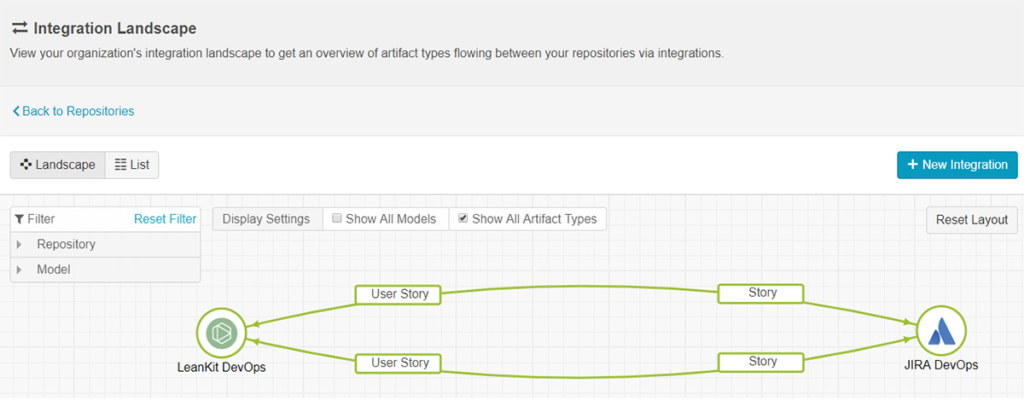 Integration Landscape
View your organization's integration landscape to get an overview of artifact types flowing between your repositories via integrations.
Back to Repositories
Landscape List + New Integration
Filter Reset Filter Display Settings Show All Models Show All Artifact Types Reset Layout
Repository
Model
User Story Story
LeanKit DevOps JIRA DevOps
User Story Story